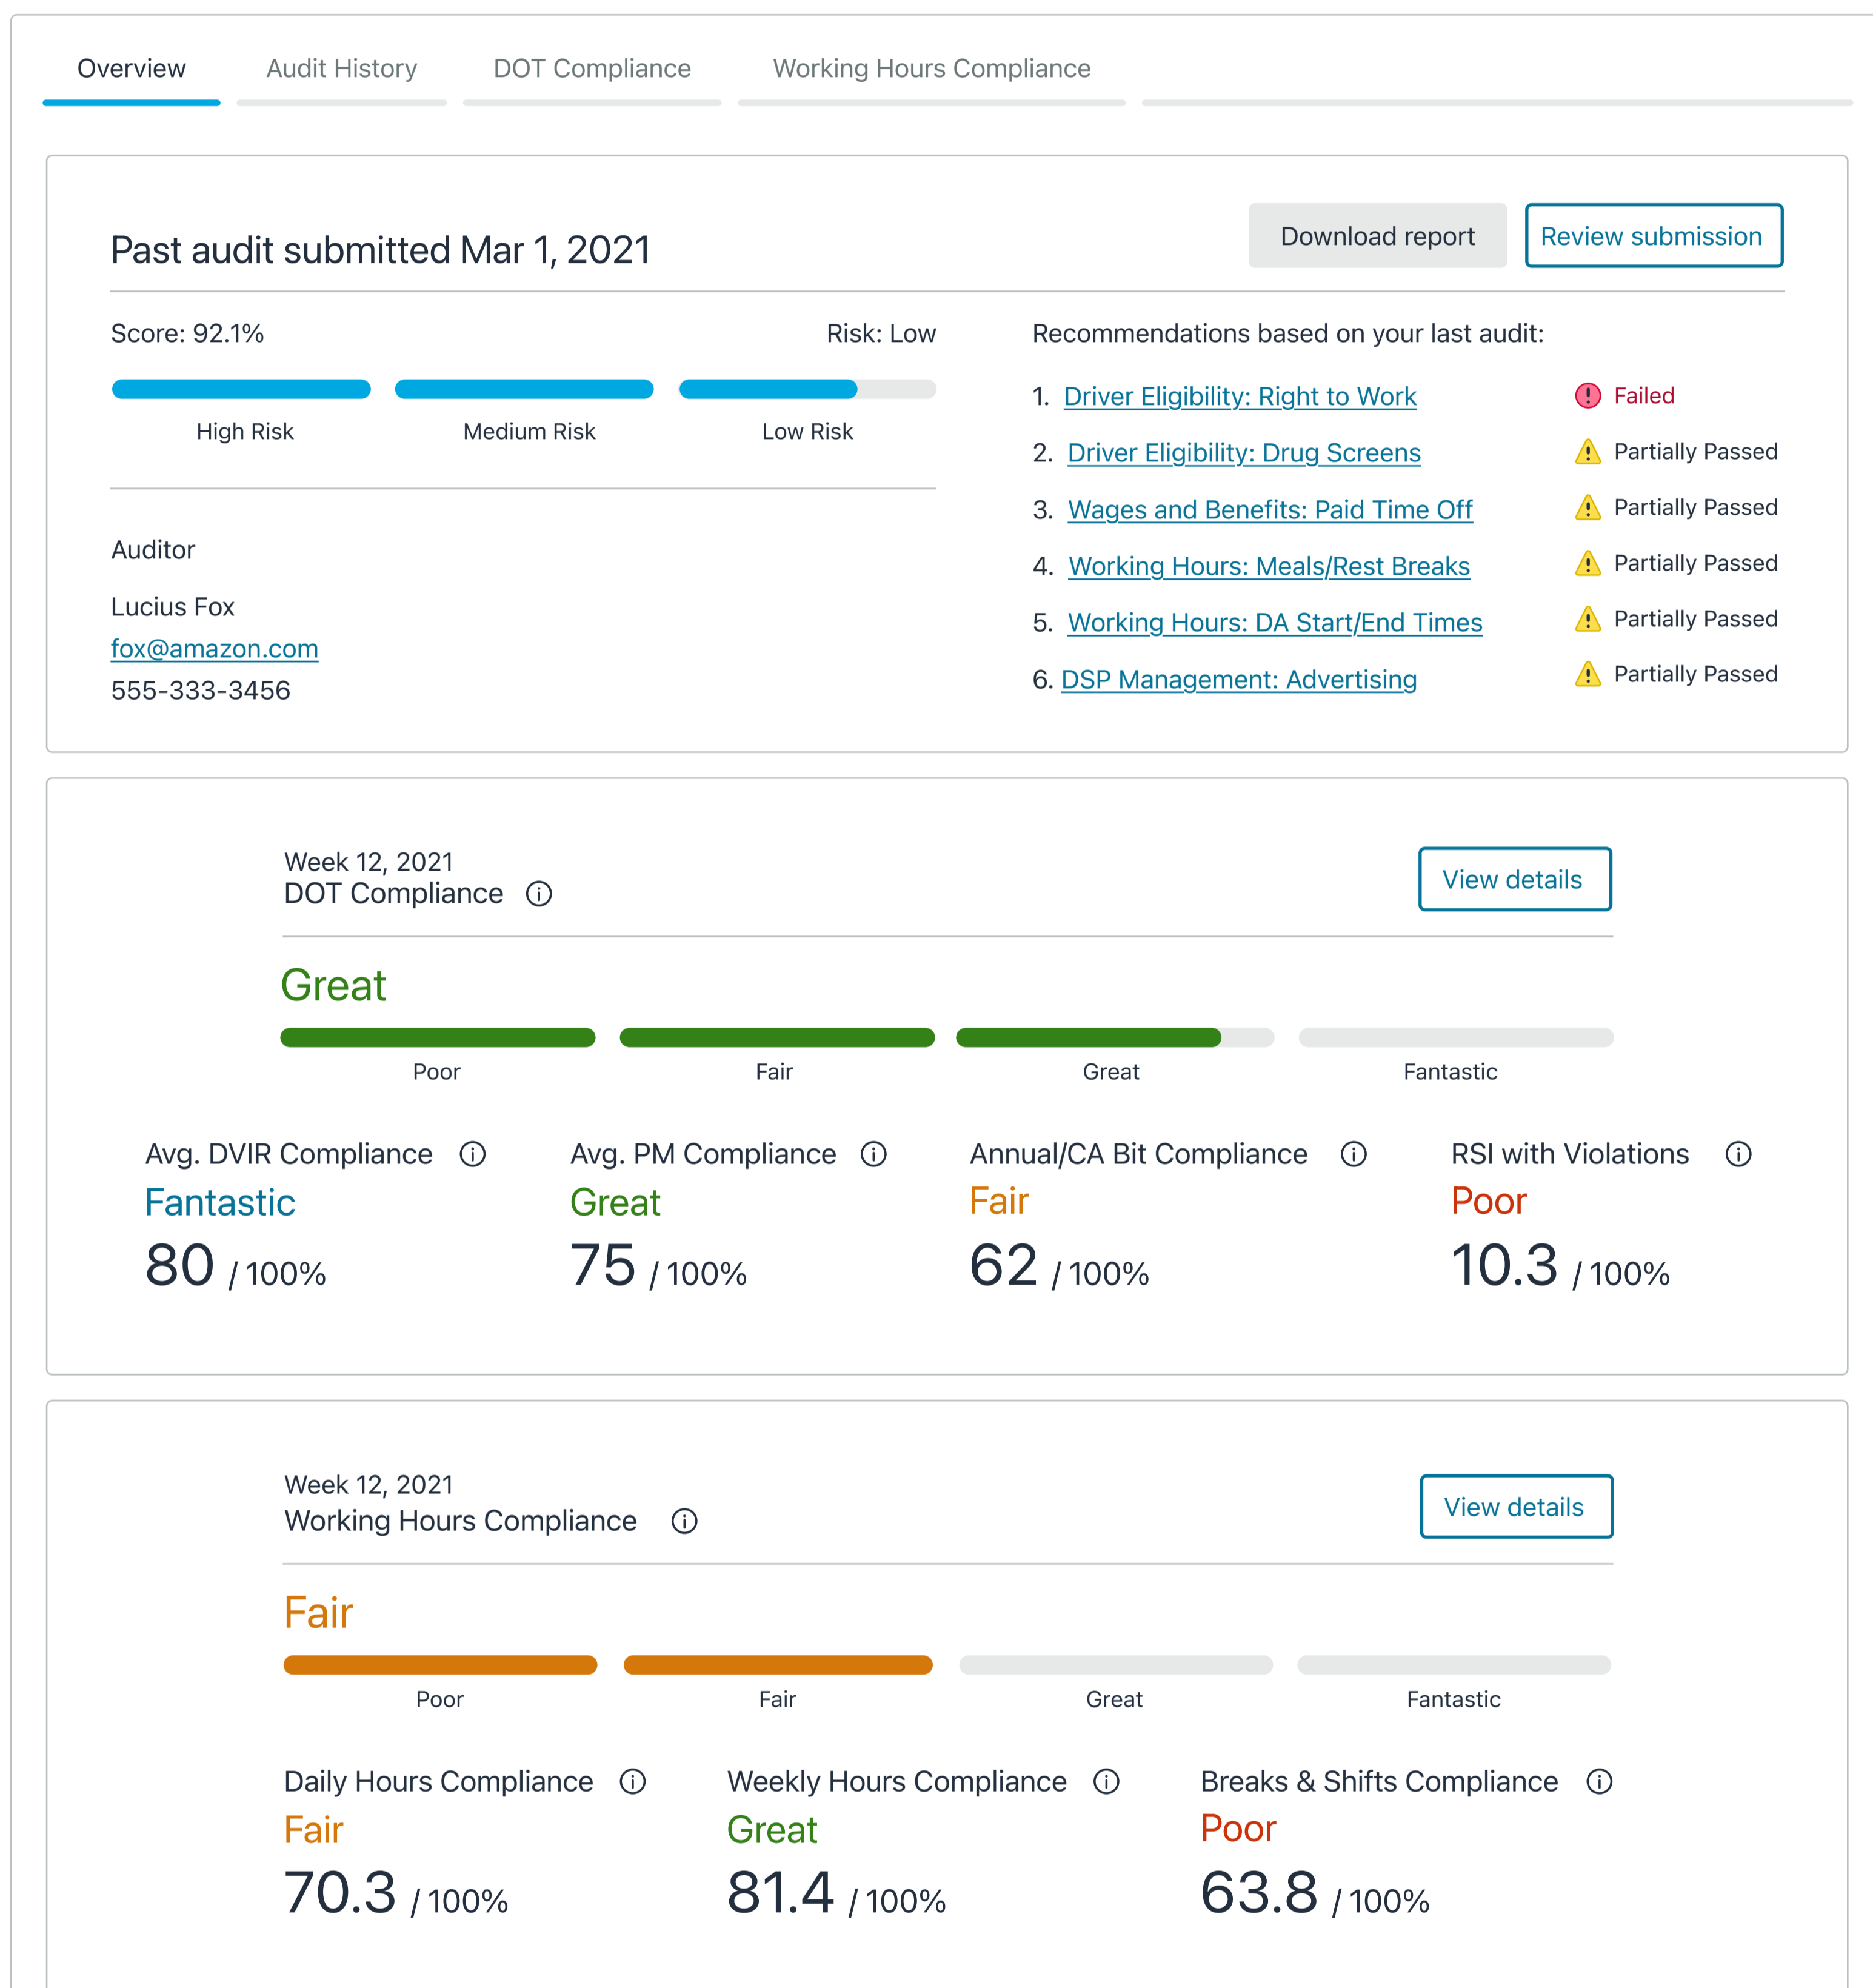 Overview
Audit History
DOT Compliance
Working Hours Compliance
Past audit submitted Mar 1, 2021
Download report
Review submission
Score: 92.1%
Risk: Low
High Risk
Medium Risk
Low Risk
Auditor
Lucius Fox
fox@amazon.com
555-333-3456
Recommendations based on your last audit:
1. Driver Eligibility: Right to Work
Failed
2. Driver Eligibility: Drug Screens
Partially Passed
3. Wages and Benefits: Paid Time Off
Partially Passed
4. Working Hours: Meals/Rest Breaks
Partially Passed
5. Working Hours: DA Start/End Times
Partially Passed
6. DSP Management: Advertising
Partially Passed
Week 12, 2021
DOT Compliance
View details
Great
Poor
Fair
Great
Fantastic
Avg. DVIR Compliance
Fantastic
80 / 100%
Avg. PM Compliance
Great
75 / 100%
Annual/CA Bit Compliance
Fair
62 / 100%
RSI with Violations
Poor
10.3 / 100%
Week 12, 2021
Working Hours Compliance
View details
Fair
Poor
Fair
Great
Fantastic
Daily Hours Compliance
Fair
70.3 / 100%
Weekly Hours Compliance
Great
81.4 / 100%
Breaks & Shifts Compliance
Poor
63.8 / 100%